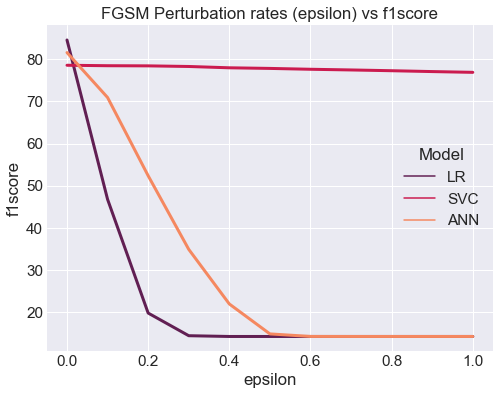 FGSM Perturbation rates (epsilon) vs f1score
80
70
60
50
40
30
20
f1score
Model
LR
SVC
ANN
0.0 0.2 0.4 0.6 0.8 1.0
epsilon